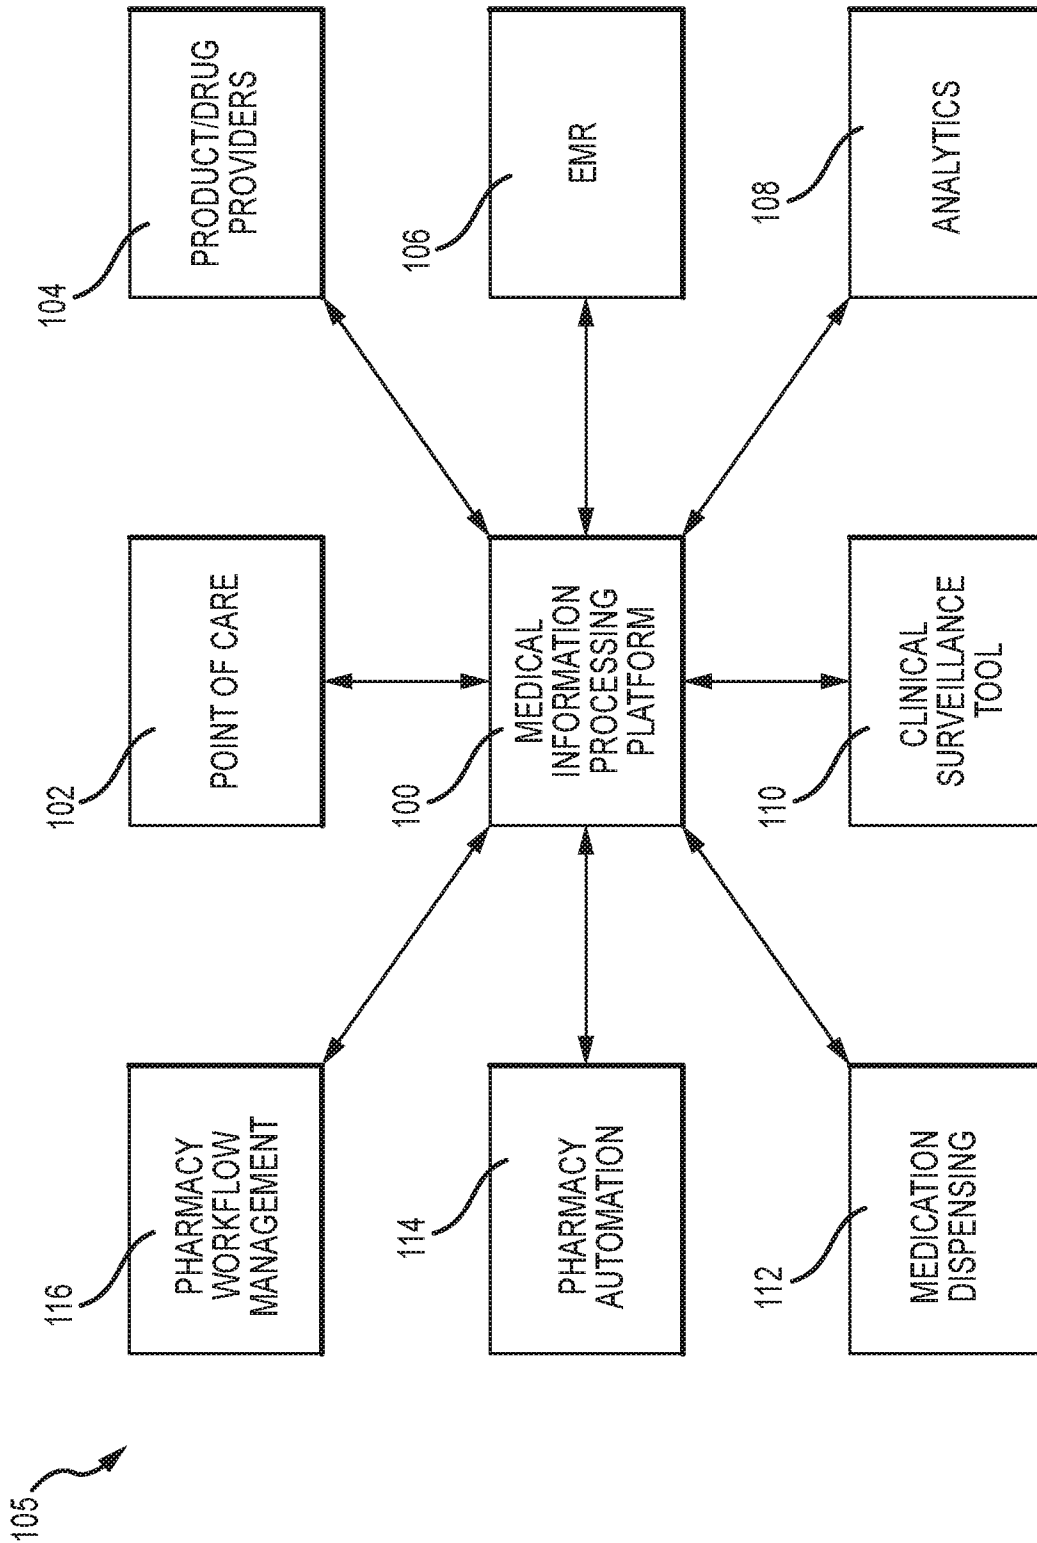 105
116
PHARMACY
WORKFLOW
MANAGEMENT
102
POINT OF CARE
104
PRODUCT/DRUG
PROVIDERS
114
PHARMACY
AUTOMATION
100
MEDICAL
INFORMATION
PROCESSING
PLATFORM
106
EMR
112
MEDICATION
DISPENSING
110
CLINICAL
SURVEILLANCE
TOOL
108
ANALYTICS